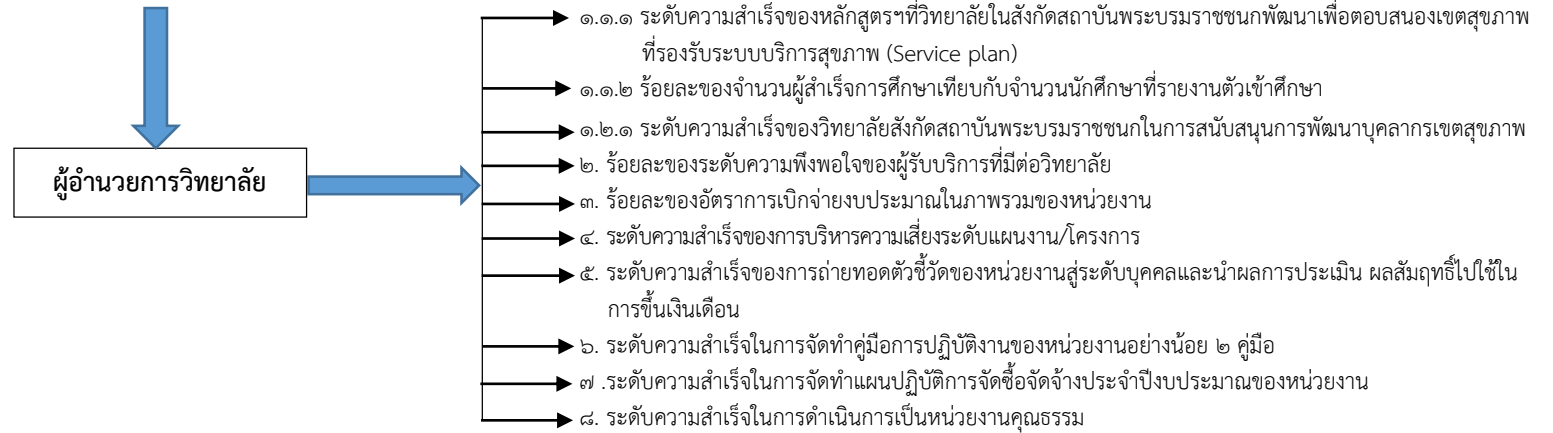 ๑.๑.๑ ระดับความสำเร็จของหลักสูตรฯที่วิทยาลัยในสังกัดสถาบันพระบรมราชชนกพัฒนาเพื่อตอบสนองเขตสุขภาพ
ที่รองรับระบบบริการสุขภาพ (Service plan)
๑.๑.๒ ร้อยละของจำนวนผู้สำเร็จการศึกษาเทียบกับจำนวนนักศึกษาที่รายงานตัวเข้าศึกษา
๑.๒.๑ ระดับความสำเร็จของวิทยาลัยสังกัดสถาบันพระบรมราชชนกในการสนับสนุนการพัฒนาบุคลากรเขตสุขภาพ
๒. ร้อยละของระดับความพึงพอใจของผู้รับบริการที่มีต่อวิทยาลัย
ผู้อำนวยการวิทยาลัย
๓. ร้อยละของอัตราการเบิกจ่ายงบประมาณในภาพรวมของหน่วยงาน
๔. ระดับความสำเร็จของการบริหารความเสี่ยงระดับแผนงาน/โครงการ
๕. ระดับความสำเร็จของการถ่ายทอดตัวชี้วัดของหน่วยงานสู่ระดับบุคคลและนำผลการประเมิน ผลสัมฤทธิ์ไปใช้ใน
การขึ้นเงินเดือน
๖. ระดับความสำเร็จในการจัดทำคู่มือการปฏิบัติงานของหน่วยงานอย่างน้อย ๒ คู่มือ
๗ .ระดับความสำเร็จในการจัดทำแผนปฏิบัติการจัดซื้อจัดจ้างประจำปีงบประมาณของหน่วยงาน
๘. ระดับความสำเร็จในการดำเนินการเป็นหน่วยงานคุณธรรม